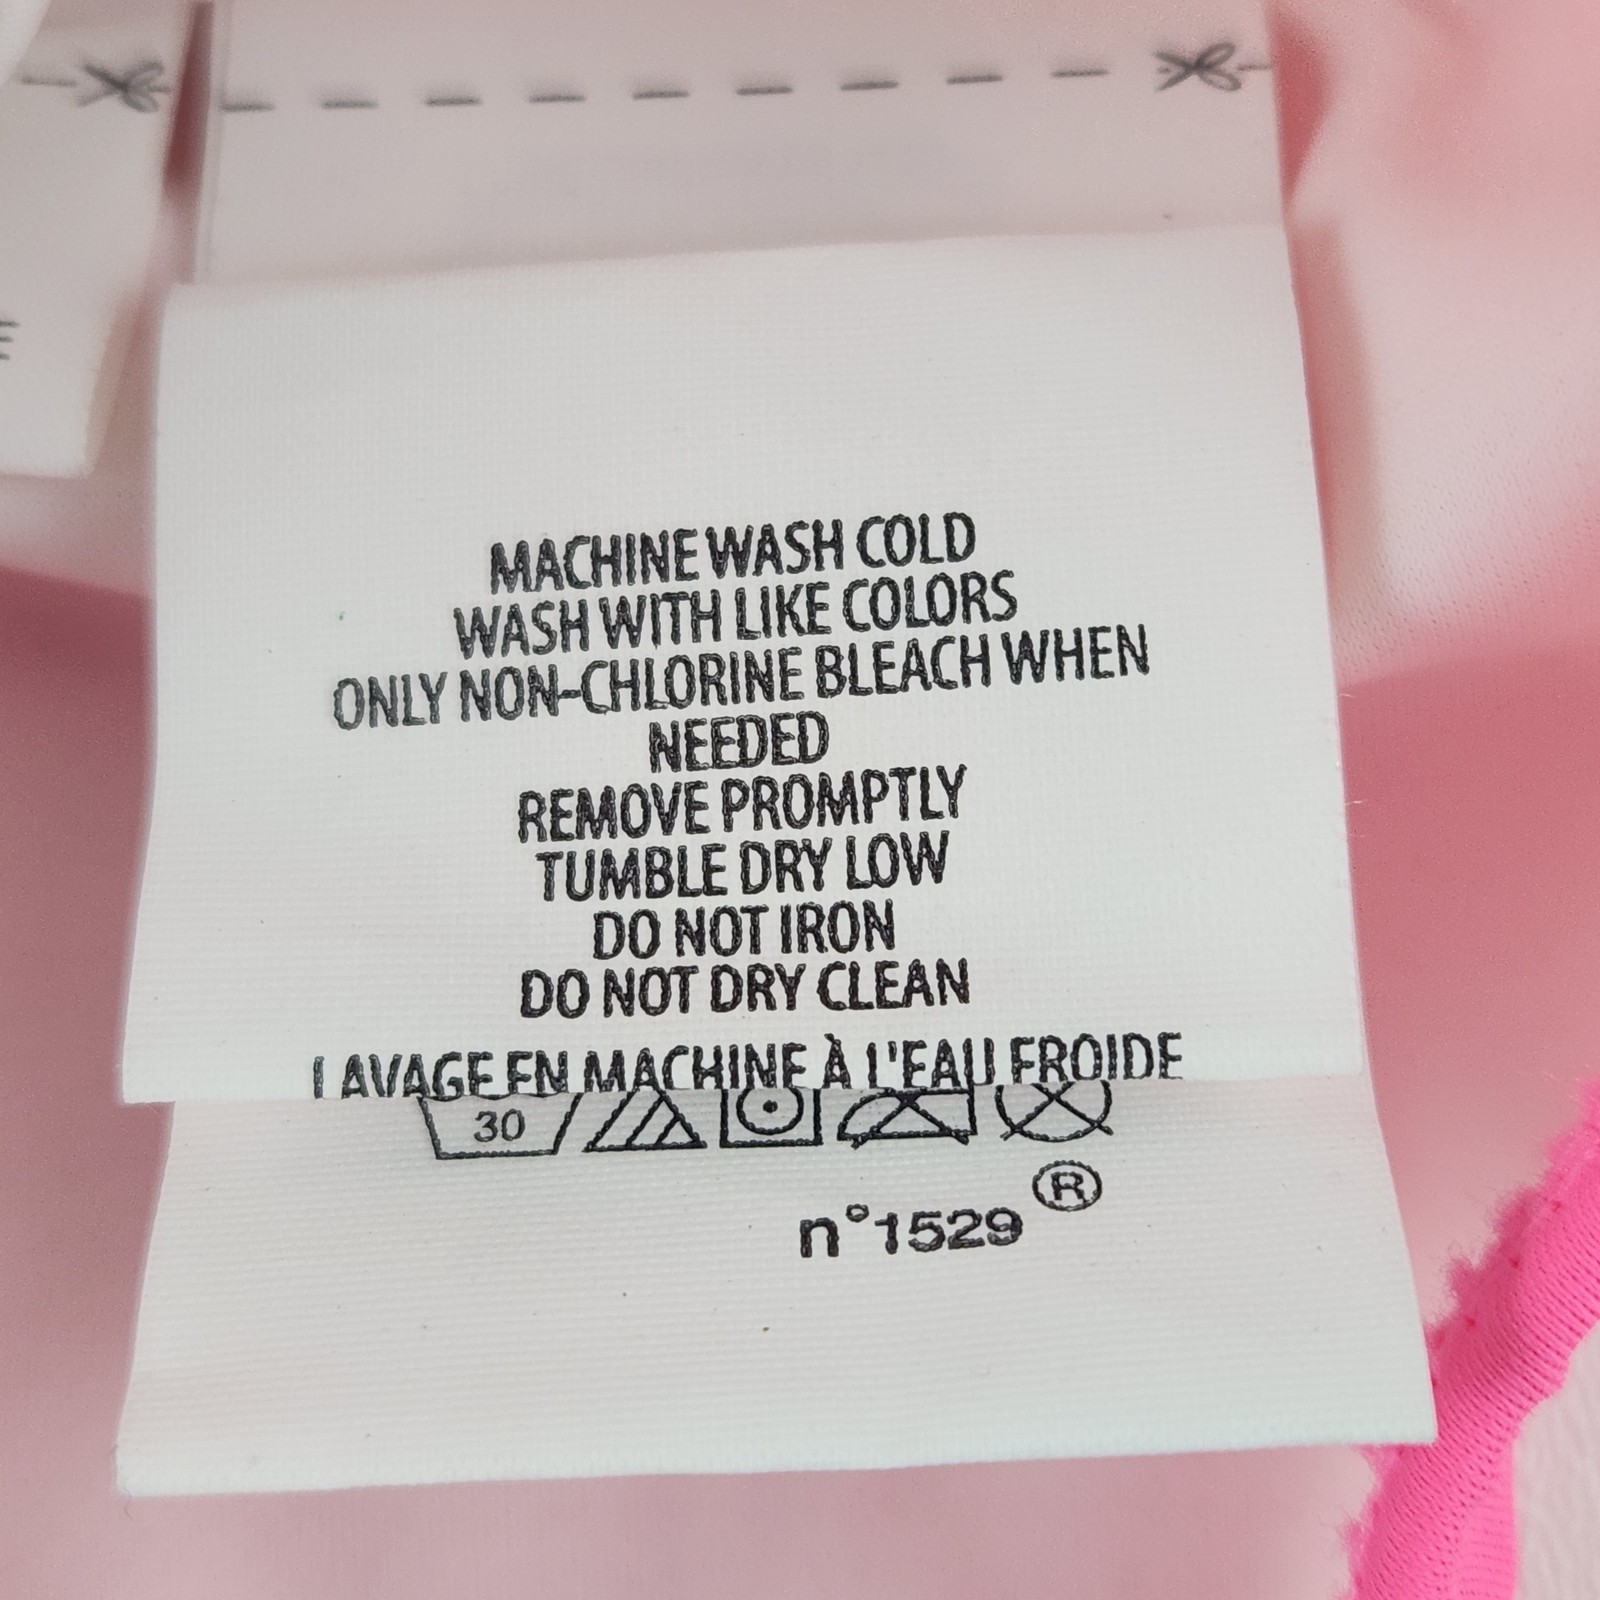 MACHINE WASH COLD
WASH WITH LIKE COLORS
ONLY NON-CHLORINE BLEACH WHEN
NEEDED
REMOVE PROMPTLY
TUMBLE DRY LOW
DO NOT IRON
DO NOT DRY CLEAN
LAVAGE EN MACHINE À L'EAU FROIDE
30
n°1529®